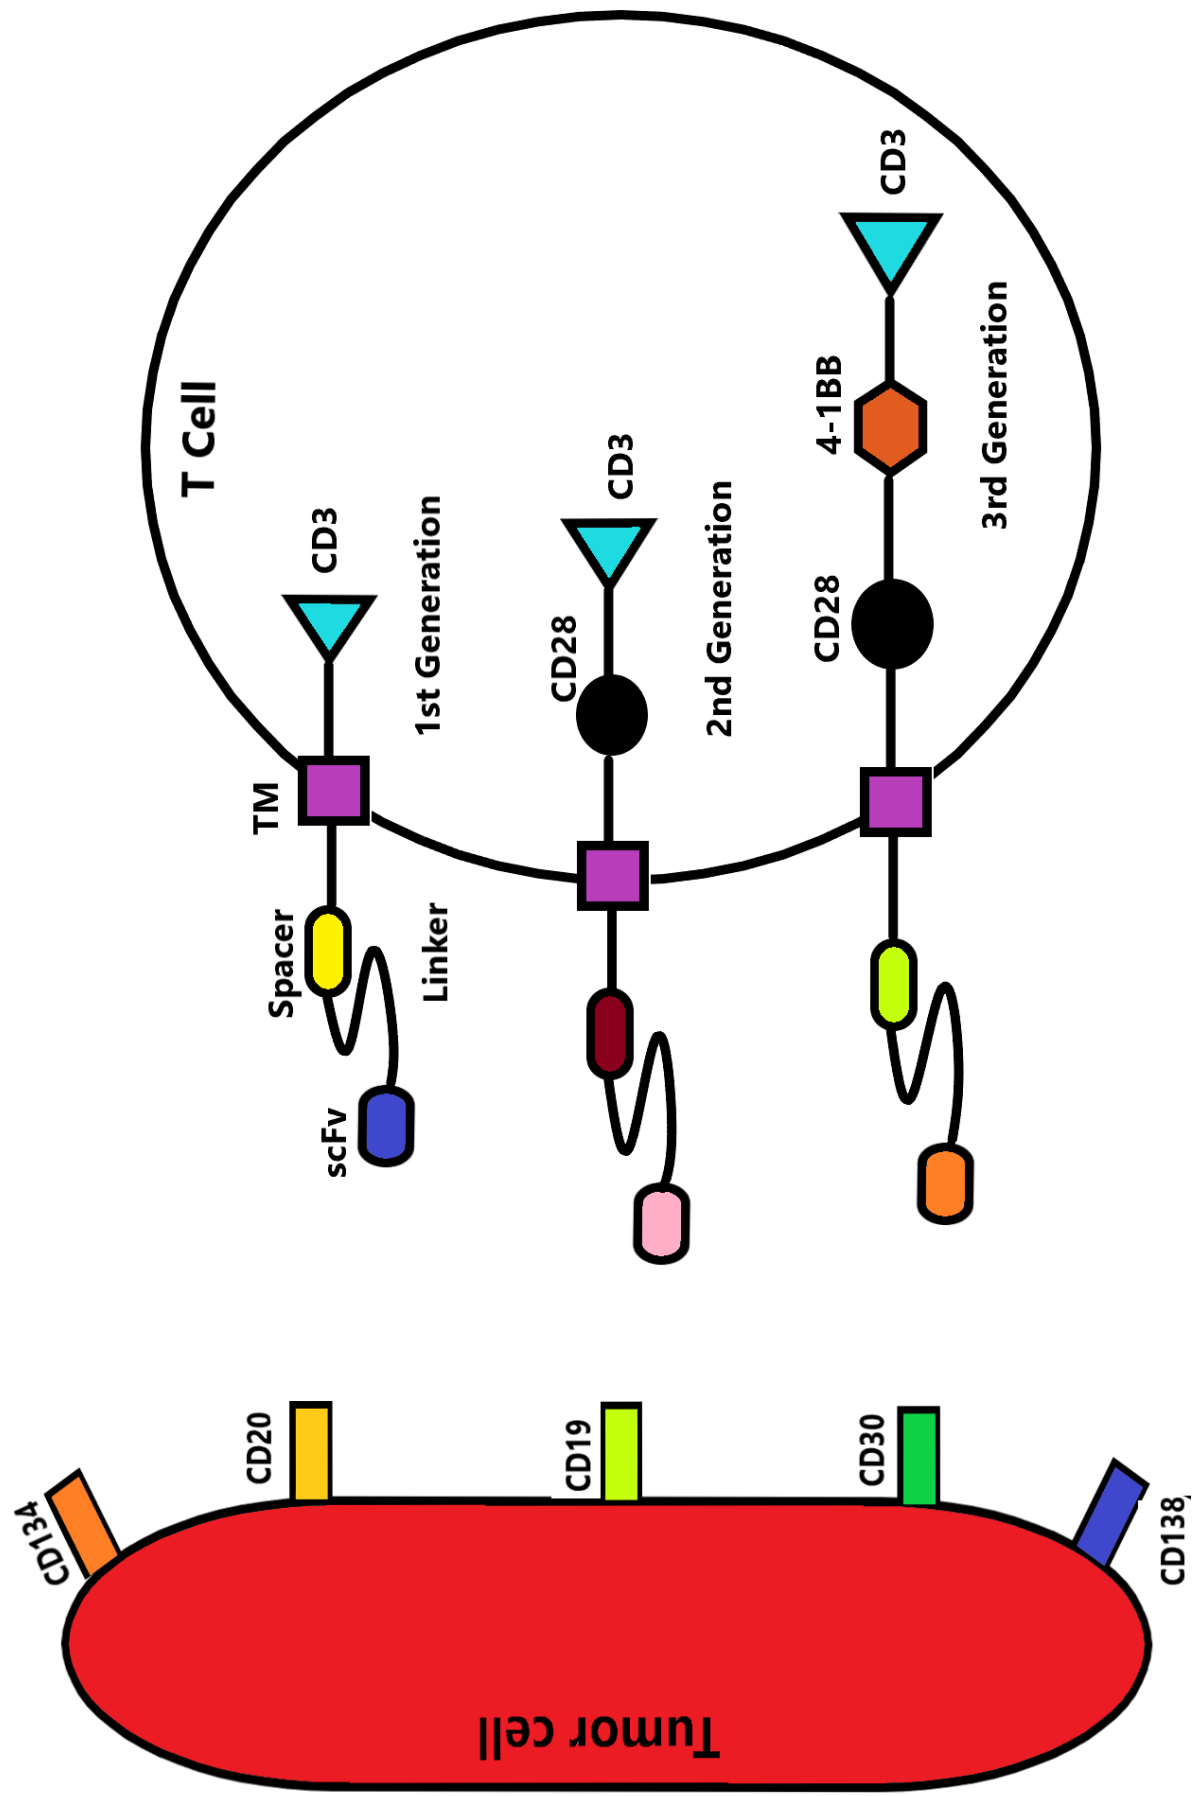 T Cell
CD3
1st Generation
TM
Spacer
Linker
scFv
CD3
CD28
2nd Generation
CD3
4-1BB
CD28
3rd Generation
CD134
CD20
CD19
CD30
CD138
Tumor cell